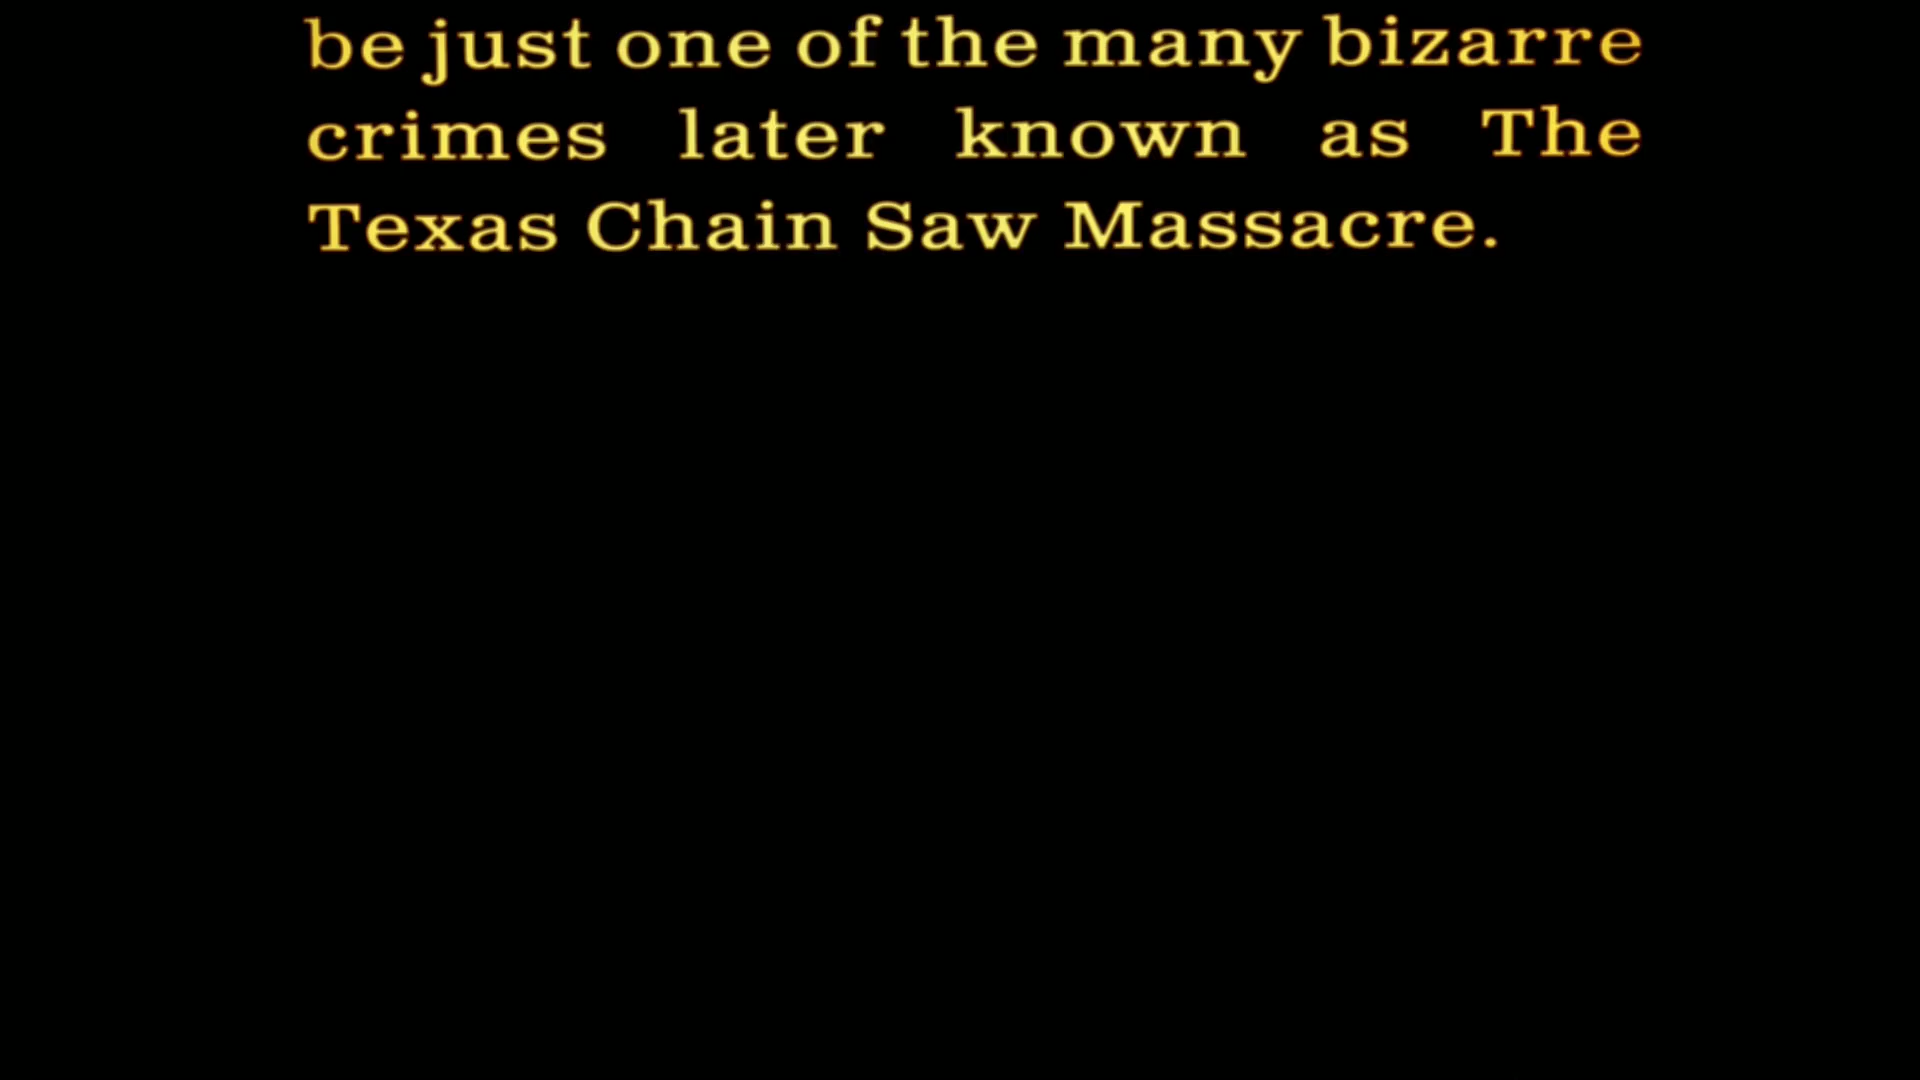 be just one of the many bizarre
crimes later known as The
Texas Chain Saw Massacre.